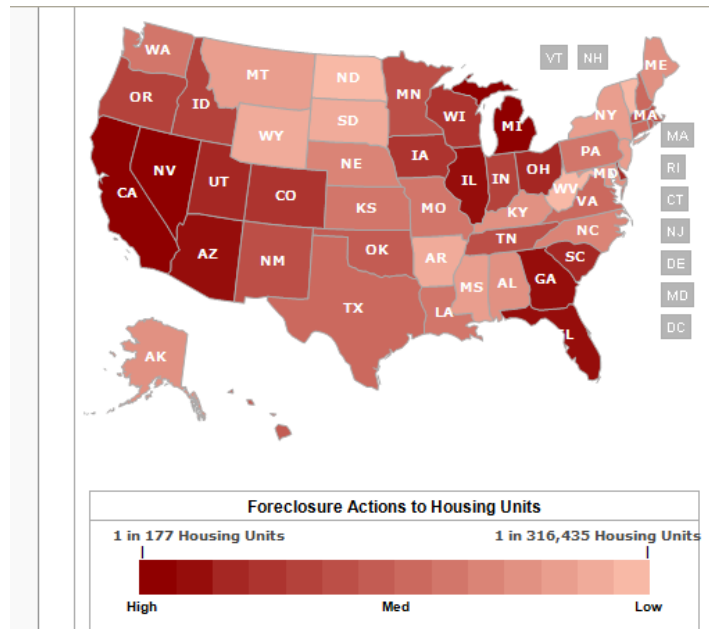 WA
MT
ND
MN
VT
NH
ME
OR
ID
WY
SD
WI
MI
NY
MA
MA
NV
UT
CO
NE
IA
IL
IN
OH
PA
MD
RI
CA
KS
MO
KY
WV
VA
CT
AZ
NM
OK
AR
TN
NC
NJ
TX
LA
MS
AL
GA
SC
DE
AK
FL
MD
DC
Foreclosure Actions to Housing Units
1 in 177 Housing Units
1 in 316,435 Housing Units
High
Med
Low